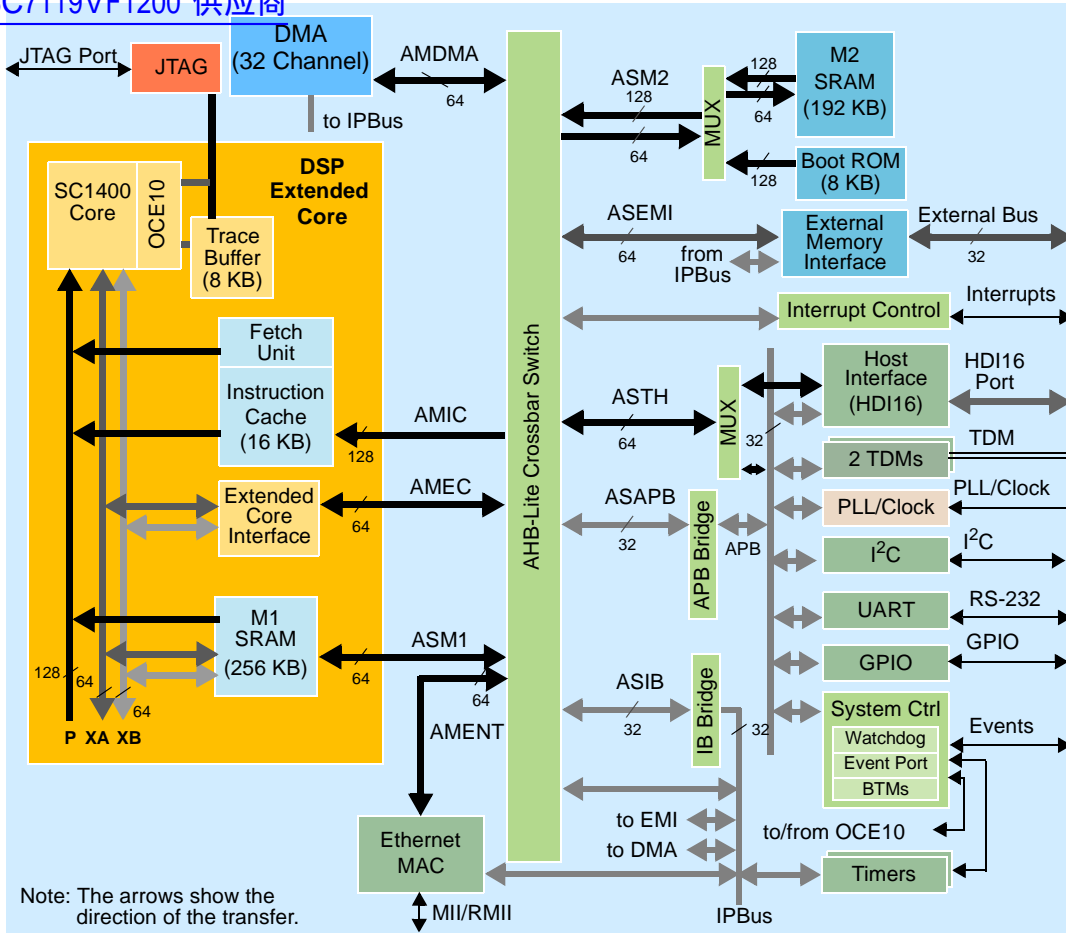 SC7119VF1200 供应商
JTAG Port
JTAG
DMA
(32 Channel)
to IPBus
AMDMA
64
DSP
Extended
Core
SC1400
Core
OCE10
Trace
Buffer
(8 KB)
Fetch
Unit
Instruction
Cache
(16 KB)
Extended
Core
Interface
M1
SRAM
(256 KB)
128
64
64
P XA XB
AMIC
128
AMEC
64
ASM1
64
64
AMENT
Ethernet
MAC
MII/RMII
Note: The arrows show the
direction of the transfer.
AHB-Lite Crossbar Switch
ASM2
128
64
MUX
128
64
128
M2
SRAM
(192 KB)
Boot ROM
(8 KB)
ASEMI
64
from
IPBus
External
Memory
Interface
External Bus
32
Interrupt Control
Interrupts
ASTH
64
MUX
32
Host
Interface
(HDI16)
HDI16
Port
2 TDMs
TDM
ASAPB
32
APB Bridge
APB
PLL/Clock
PLL/Clock
I2C
I2C
UART
RS-232
GPIO
GPIO
ASIB
32
IB Bridge
32
System Ctrl
Watchdog
Event Port
BTMs
Events
to EMI
to DMA
to/from OCE10
Timers
IPBus